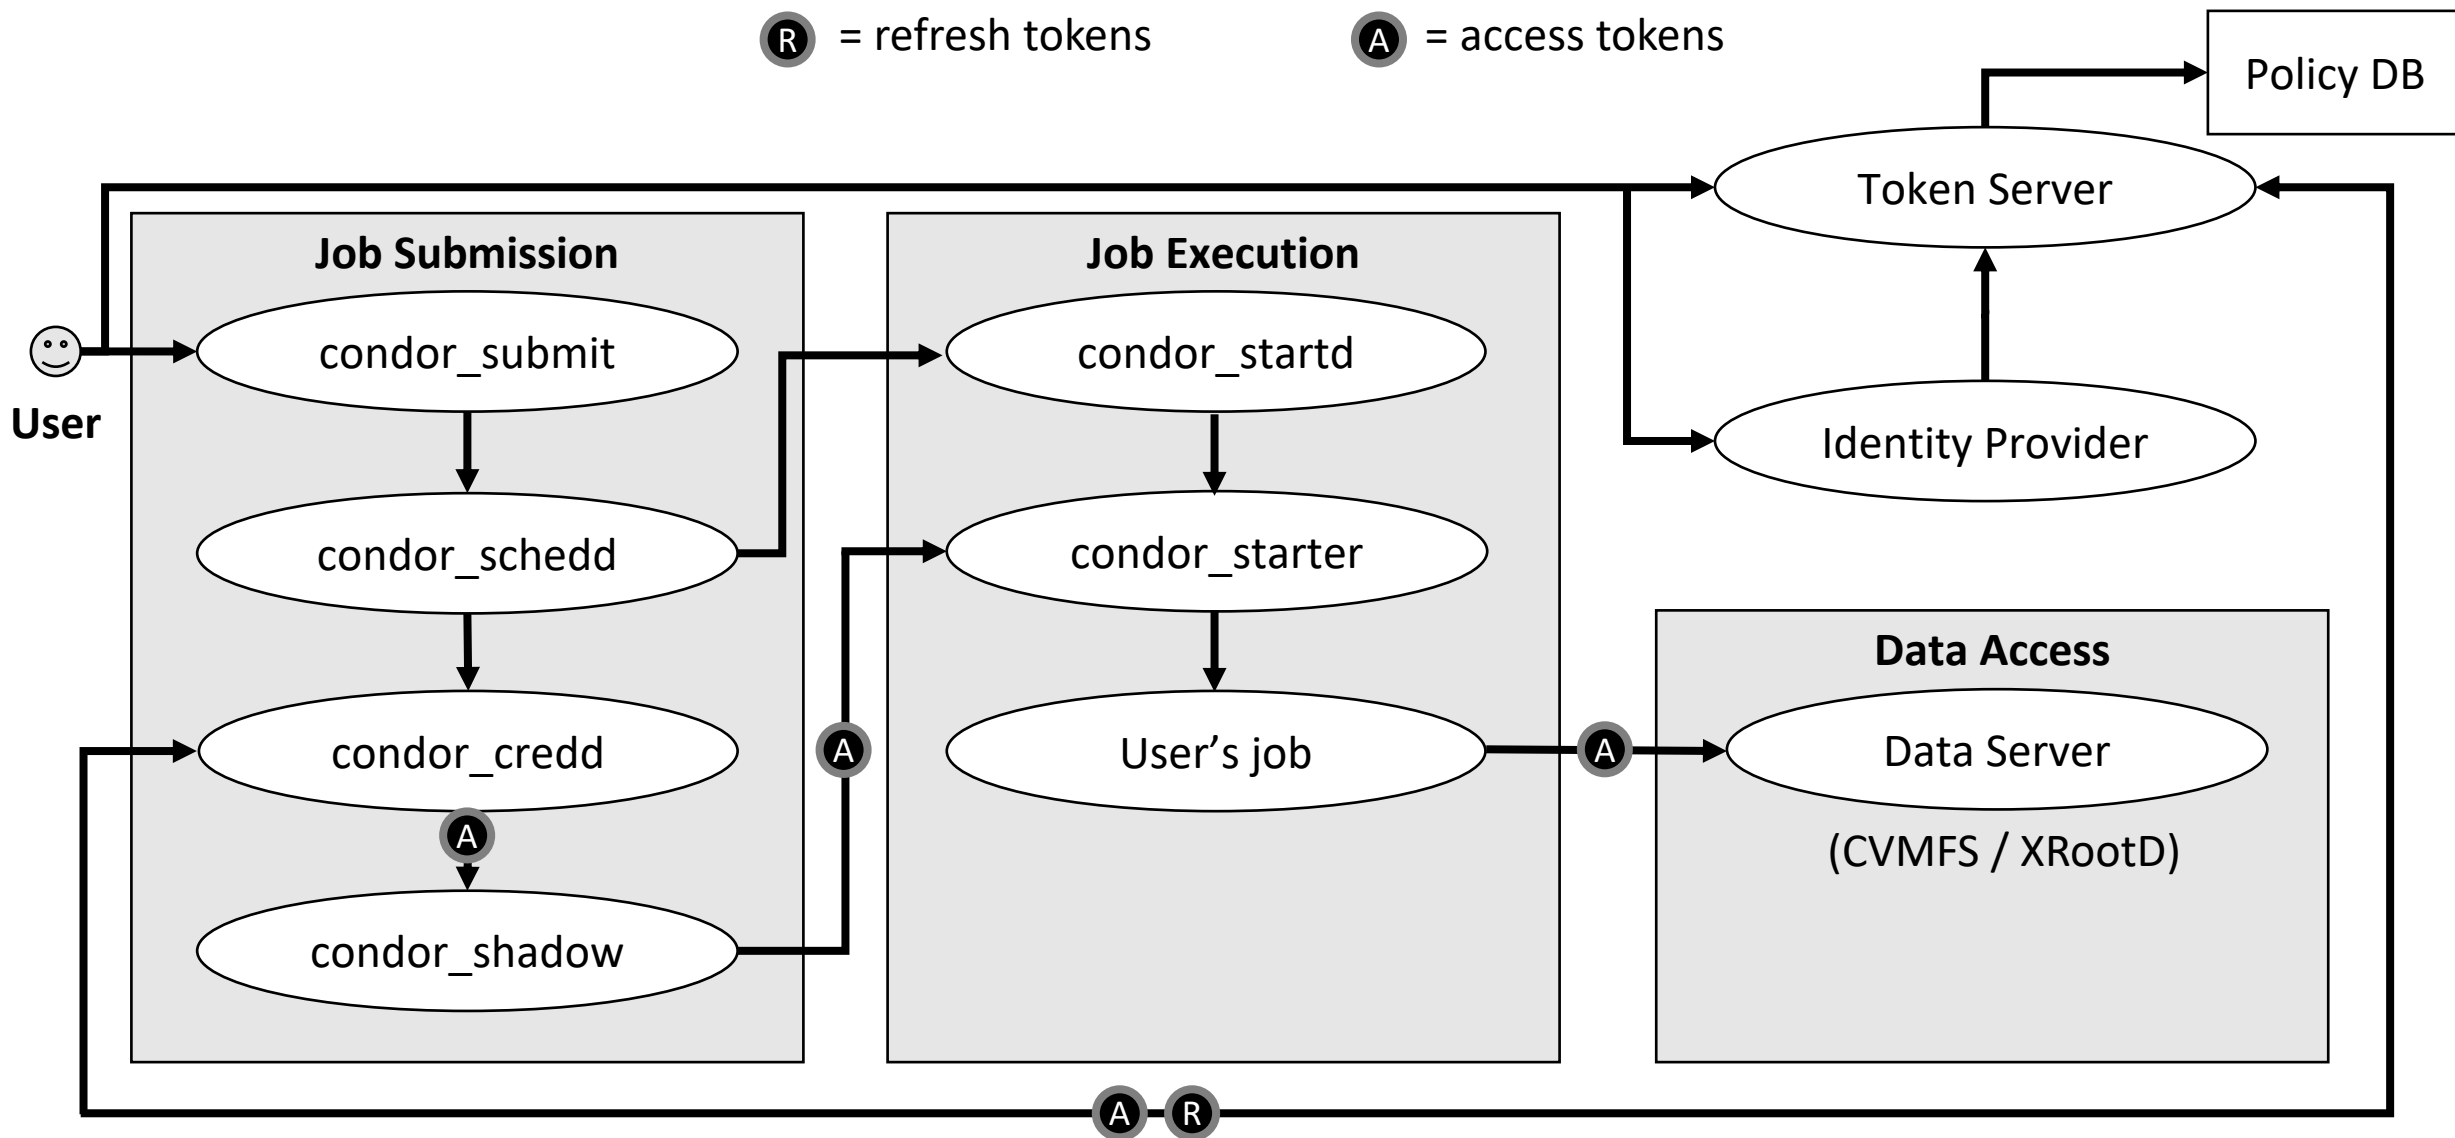 R = refresh tokens
A = access tokens
Policy DB
Token Server
Job Submission
Job Execution
condor_submit
condor_startd
User
Identity Provider
condor_schedd
condor_starter
Data Access
condor_credd
A
User’s job
A
Data Server
A
(CVMFS / XRootD)
condor_shadow
A
R